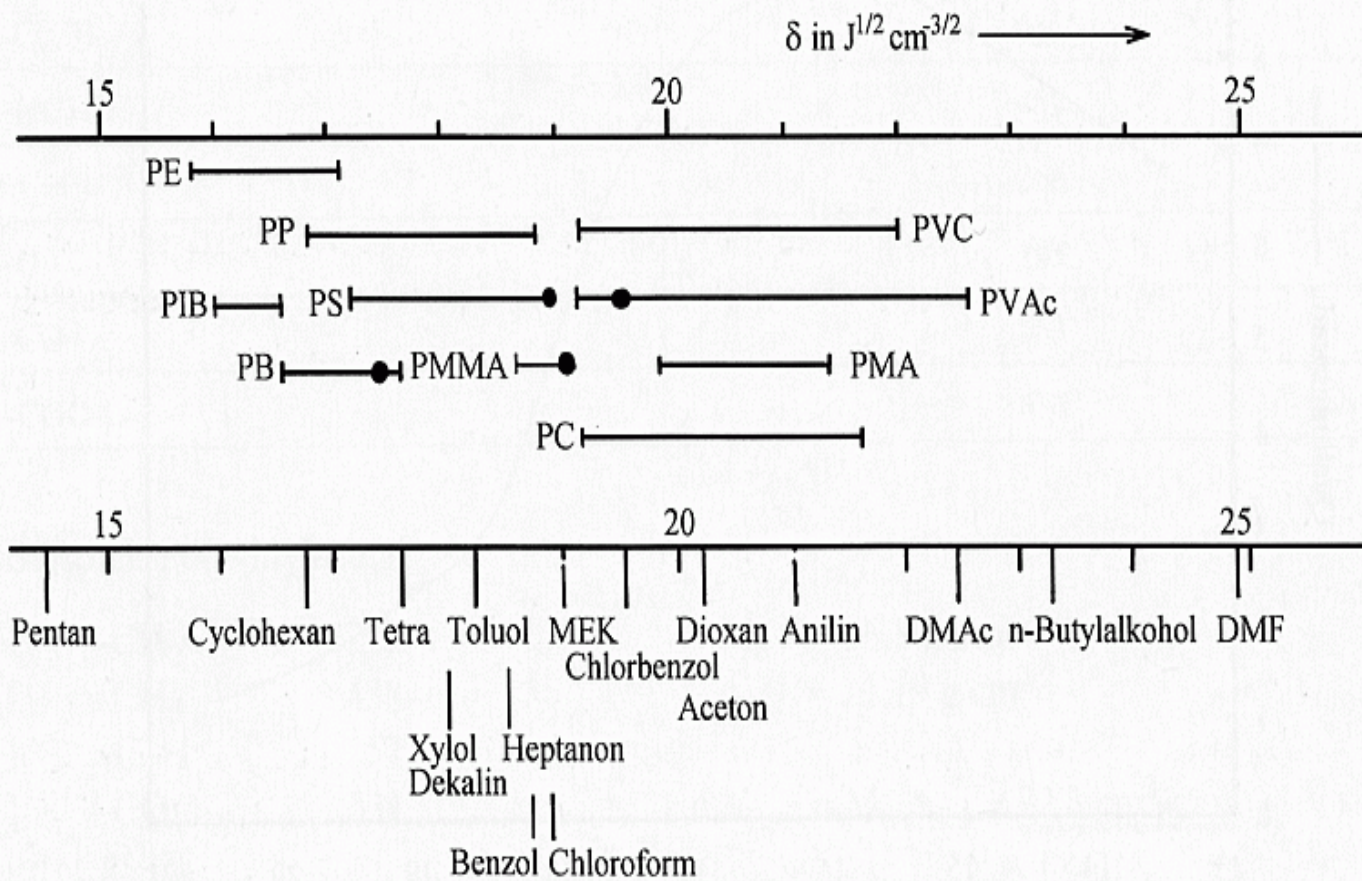 δ in J1/2 cm-3/2
15 20 25
PE
PP PVC
PIB PS PVAc
PB PMMA PMA
PC
15 20 25
Pentan Cyclohexan Tetra Toluol MEK Dioxan Anilin DMAc n-Butylalkohol DMF
Chlorbenzol
Aceton
Xylol Heptanon
Dekalin
Benzol Chloroform